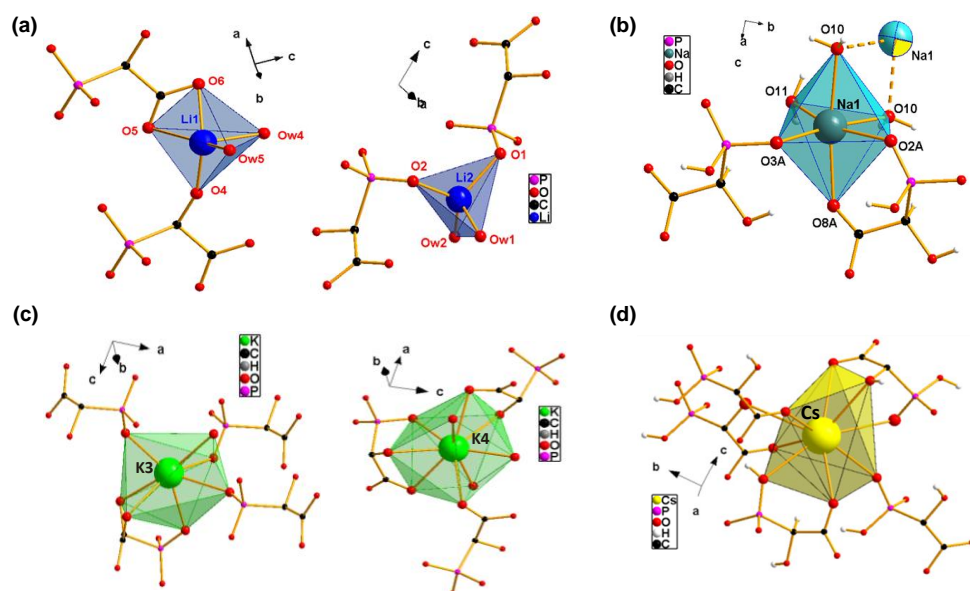 (a)
a
c
b
O6
Li1
O5
Ow4
Ow5
O4
c
a
b
O2
O1
Li2
Ow2
Ow1
P
O
C
Li
(b)
b
a
c
P
Na
O
H
C
O10
Na1
O11
Na1
O10
O3A
O2A
O8A
(c)
a
c
b
K
C
H
O
P
K3
b
a
c
K
C
H
O
P
K4
(d)
b
c
a
Cs
Cs
P
O
H
C